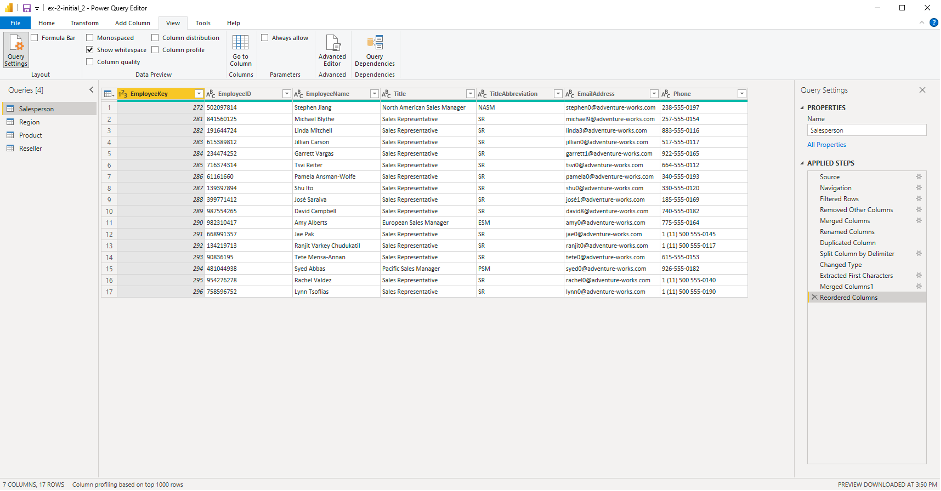 ex-2-initial_2 - Power Query Editor
File Home Transform Add Column View Tools Help
Query Settings
Formula Bar
Monospaced
Show whitespace
Column quality
Column distribution
Column profile
Go to Column
Always allow
Advanced Editor
Query Dependencies
Layout Data Preview Columns Parameters Advanced Dependencies
Queries [4]
Salesperson
Region
Product
Reseller
EmployeeKey EmployeeID EmployeeName Title TitleAbbreviation EmailAddress Phone
1 272 502097814 Stephen Jiang North American Sales Manager NASM stephen0@adventure-works.com 238-555-0197
2 281 841560125 Michael Blythe Sales Representative SR michael9@adventure-works.com 257-555-0154
3 282 191644724 Linda Mitchell Sales Representative SR linda3@adventure-works.com 883-555-0116
4 283 615389812 Jillian Carson Sales Representative SR jillian0@adventure-works.com 517-555-0117
5 284 234474252 Garrett Vargas Sales Representative SR garrett1@adventure-works.com 922-555-0165
6 285 716374314 Tsvi Reiter Sales Representative SR tsvi0@adventure-works.com 664-555-0112
7 286 61161660 Pamela Ansman-Wolfe Sales Representative SR pamela0@adventure-works.com 340-555-0193
8 287 139397894 Shu Ito Sales Representative SR shu0@adventure-works.com 330-555-0120
9 288 399771412 José Saraiva Sales Representative SR josé1@adventure-works.com 185-555-0169
10 289 987554265 David Campbell Sales Representative SR david8@adventure-works.com 740-555-0182
11 290 982310417 Amy Alberts European Sales Manager ESM amy0@adventure-works.com 775-555-0164
12 291 668991357 Jae Pak Sales Representative SR jae0@adventure-works.com 1 (11) 500 555-0145
13 292 134219713 Ranjit Varkey Chudukatil Sales Representative SR ranjit0@adventure-works.com 1 (11) 500 555-0117
14 293 90836195 Tete Mensa-Annan Sales Representative SR tete0@adventure-works.com 615-555-0153
15 294 481044938 Syed Abbas Pacific Sales Manager PSM syed0@adventure-works.com 926-555-0182
16 295 954276278 Rachel Valdez Sales Representative SR rachel0@adventure-works.com 1 (11) 500 555-0140
17 296 758596752 Lynn Tsoflias Sales Representative SR lynn0@adventure-works.com 1 (11) 500 555-0190
Query Settings
PROPERTIES
Name
Salesperson
All Properties
APPLIED STEPS
Source
Navigation
Filtered Rows
Removed Other Columns
Merged Columns
Renamed Columns
Duplicated Column
Split Column by Delimiter
Changed Type
Extracted First Characters
Merged Columns1
Reordered Columns
7 COLUMNS, 17 ROWS Column profiling based on top 1000 rows PREVIEW DOWNLOADED AT 3:50 PM